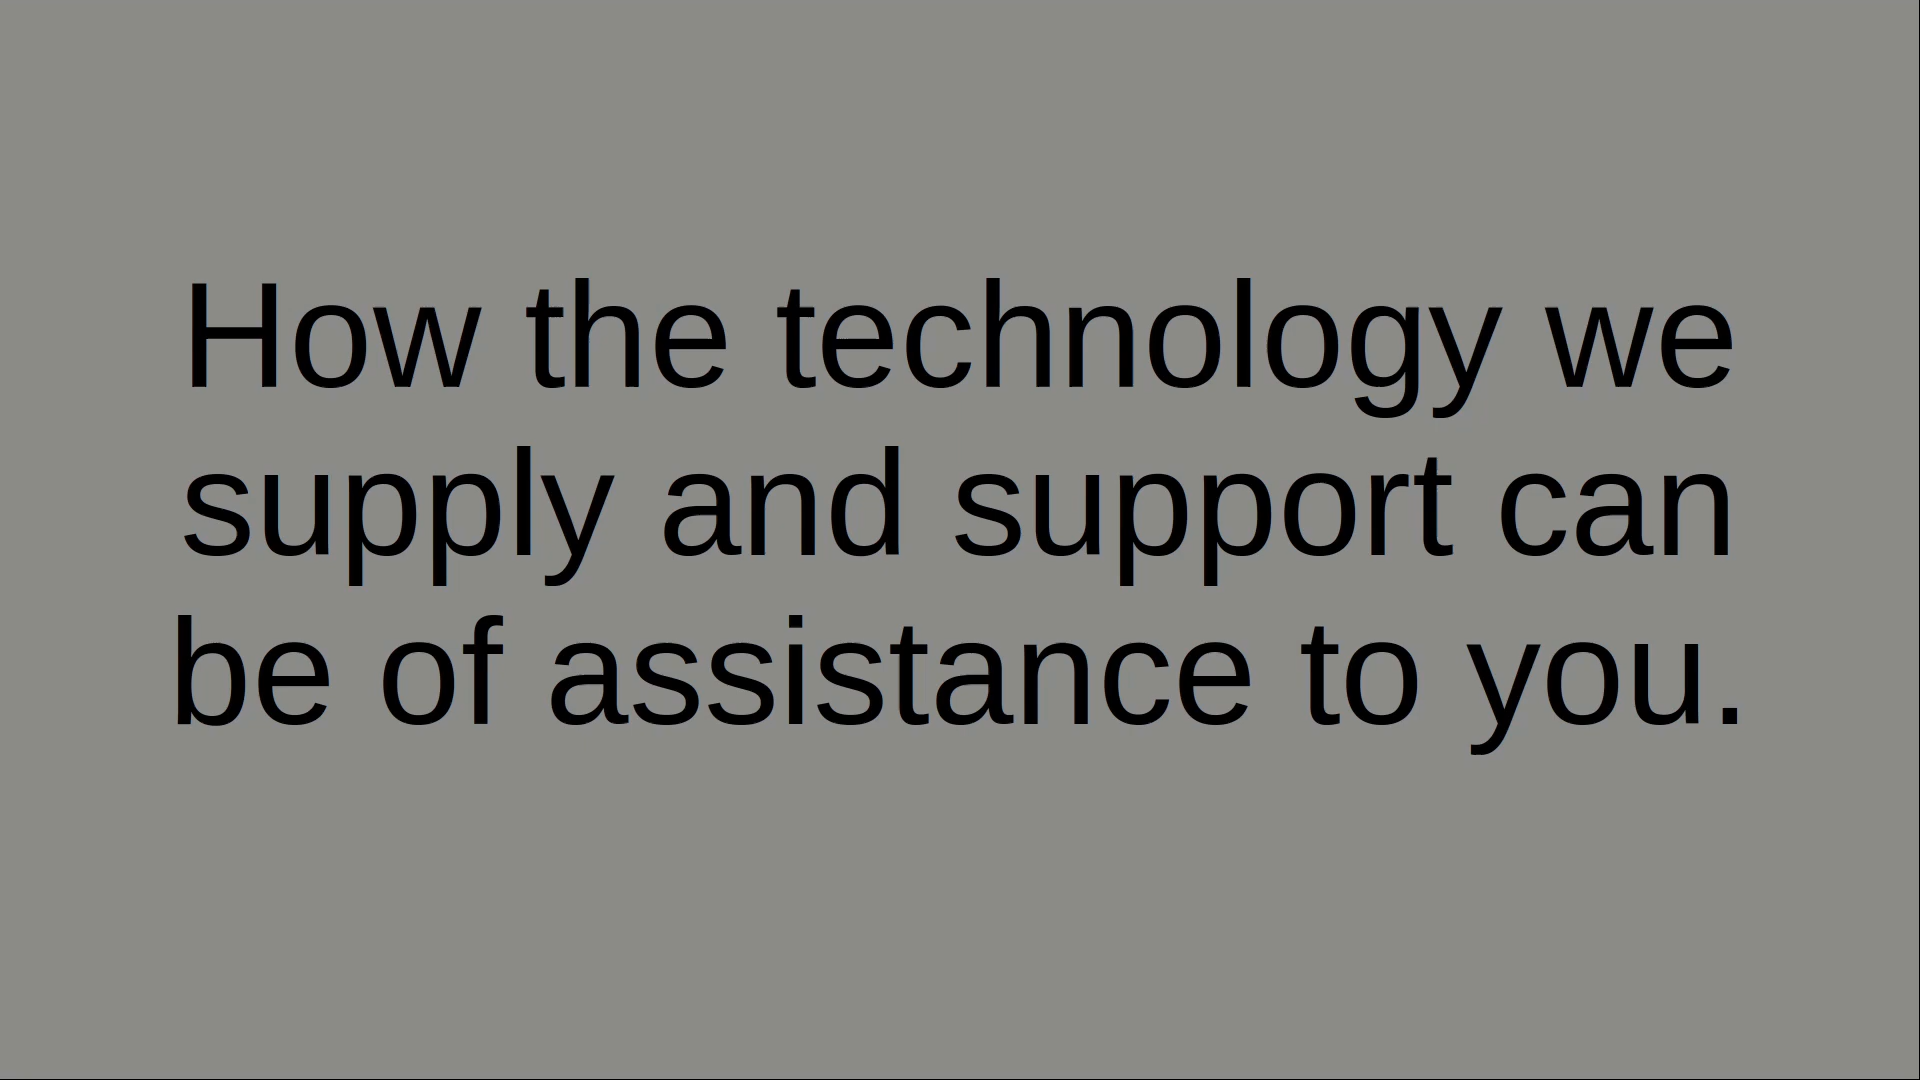 How the technology we
supply and support can
be of assistance to you.